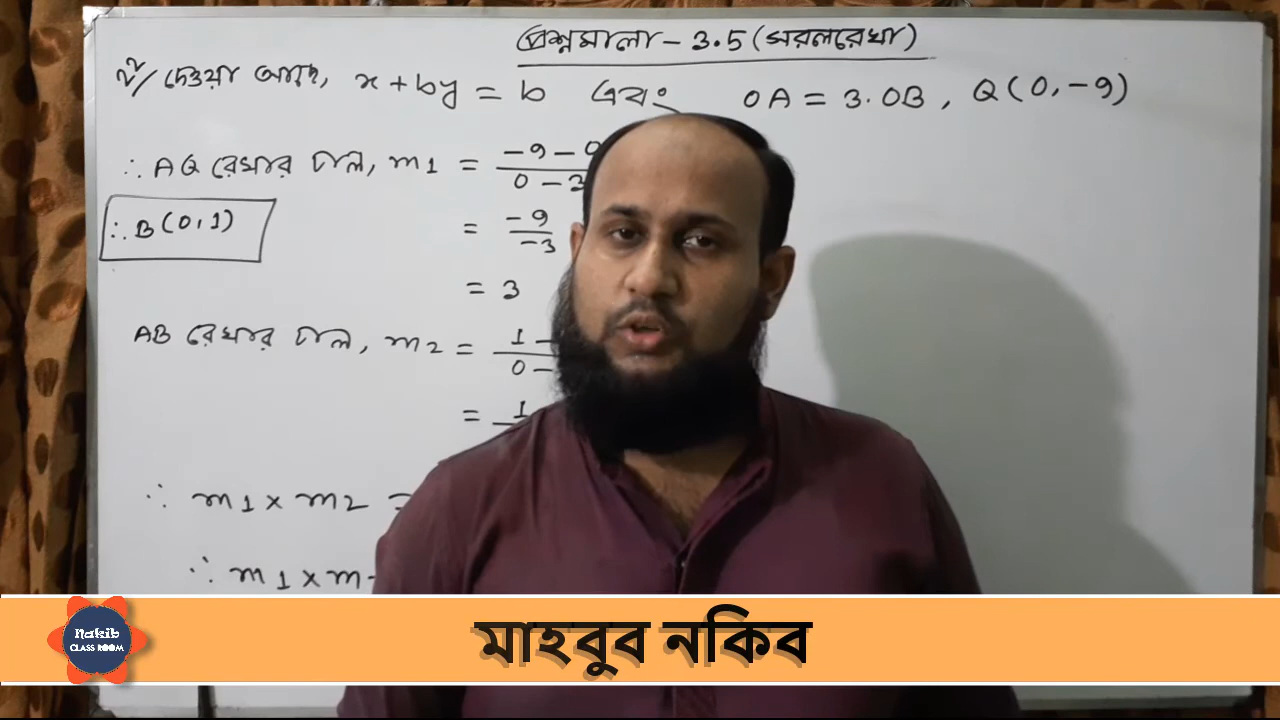 প্রশ্নমালা - 3.5 (সরলরেখা)
দেওয়া আছে, x + by = b এবং OA = 3.OB, Q(0, -9)
∴ AQ রেখার ঢাল, m1 = -9 - 0 / 0 - 3
∴ B(0,1)
= -9 / -3
= 3
AB রেখার ঢাল, m2 = 1 - / 0 -
= 1
∴ m1 x m2 =
∴ m1 x m
Nakib
CLASS ROOM
মাহবুব নকিব